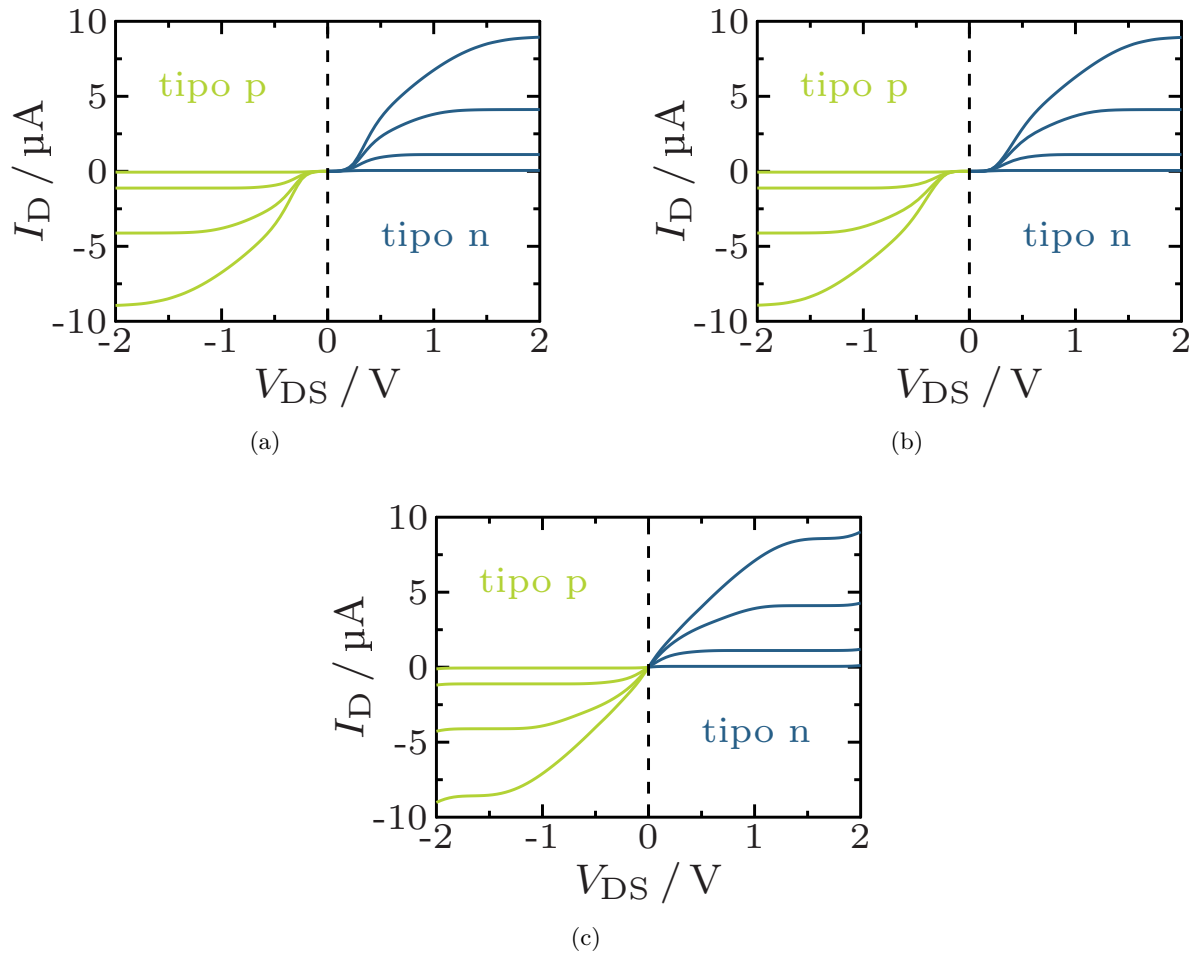 10
5
0
-5
-10
I_D / µA
tipo p
tipo n
-2 -1 0 1 2
V_DS / V
(a)
10
5
0
-5
-10
I_D / µA
tipo p
tipo n
-2 -1 0 1 2
V_DS / V
(b)
10
5
0
-5
-10
I_D / µA
tipo p
tipo n
-2 -1 0 1 2
V_DS / V
(c)